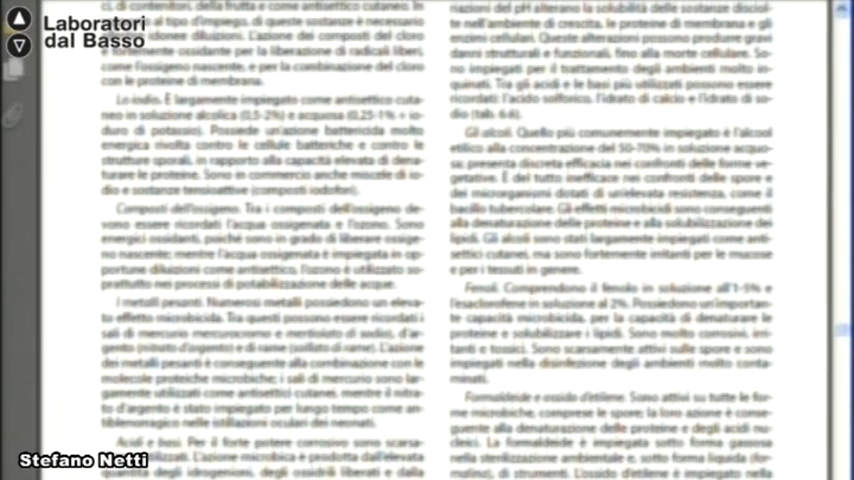 Laboratori
dal Basso
ci, di contenitori, della frutta e come antisettico cutaneo. In
al tipo d'impiego, di queste sostanze è necessario
diluizioni. L'azione dei composti del cloro
è fortemente ossidante per la liberazione di radicali liberi,
come l'ossigeno nascente, e per la combinazione del cloro
con le proteine di membrana.
Lo iodio. È largamente impiegato come antisettico cuta-
neo in soluzione alcolica (0,5-2%) e acquosa (0,25-1% + io-
duro di potassio). Possiede un'azione battericida molto
energica rivolta contro le cellule batteriche e contro le
strutture sporali, in rapporto alla capacità elevata di dena-
turare le proteine. Sono in commercio anche miscele di io-
dio e sostanze tensioattive (composti iodofori).
Composti dell'ossigeno. Tra i composti dell'ossigeno de-
vono essere ricordati l'acqua ossigenata e l'ozono. Sono
energici ossidanti, poiché sono in grado di liberare ossige-
no nascente; mentre l'acqua ossigenata è impiegata in op-
portune diluizioni come antisettico, l'ozono è utilizzato so-
prattutto nei processi di potabilizzazione delle acque.
I metalli pesanti. Numerosi metalli possiedono un eleva-
to effetto microbicida. Tra questi possono essere ricordati i
sali di mercurio mercurocromo e mertiolato di sodio), d'ar-
gento (nitrato d'argento) e di rame (solfato di rame). L'azione
dei metalli pesanti è conseguente alla combinazione con le
molecole proteiche microbiche; i sali di mercurio sono lar-
gamente utilizzati come antisettici cutanei, mentre il nitra-
to d'argento è stato impiegato per lungo tempo come an-
tiblenorragico nelle istillazioni oculari dei neonati.
Acidi e basi. Per il forte potere corrosivo sono scarsa-
utilizzati. L'azione microbica è prodotta dall'elevata
quantità degli idrogenioni, degli ossidrili liberati e dalla
riazioni del pH alterano la solubilità delle sostanze disciol-
te nell'ambiente di crescita, le proteine di membrana e gli
enzimi cellulari. Queste alterazioni possono produrre gravi
danni strutturali e funzionali, fino alla morte cellulare. So-
no impiegati per il trattamento degli ambienti molto in-
quinati. Tra gli acidi e le basi più utilizzati possono essere
ricordati: l'acido solforico, l'idrato di calcio e l'idrato di so-
dio (tab. 6.6).
Gli alcoli. Quello più comunemente impiegato è l'alcool
etilico alla concentrazione del 50-70% in soluzione acquo-
sa; presenta discreta efficacia nei confronti delle forme ve-
getative. È del tutto inefficace nei confronti delle spore e
dei microrganismi dotati di un'elevata resistenza, come il
bacillo tubercolare. Gli effetti microbicidi sono conseguenti
alla denaturazione delle proteine e alla solubilizzazione dei
lipidi. Gli alcoli sono stati largamente impiegati come anti-
settici cutanei, ma sono fortemente irritanti per le mucose
e per i tessuti in genere.
Fenoli. Comprendono il fenolo in soluzione all'1-5% e
l'esaclorofene in soluzione al 2%. Possiedono un'importan-
te capacità microbicida, per la capacità di denaturare le
proteine e solubilizzare i lipidi. Sono molto corrosivi, irri-
tanti e tossici. Sono scarsamente attivi sulle spore e sono
impiegati nella disinfezione degli ambienti molto conta-
minati.
Formaldeide e ossido d'etilene. Sono attivi su tutte le for-
me microbiche, comprese le spore; la loro azione è conse-
guente alla denaturazione delle proteine e degli acidi nu-
cleici. La formaldeide è impiegata sotto forma gassosa
nella sterilizzazione ambientale e, sotto forma liquida (for-
malina), di strumenti. L'ossido d'etilene è impiegato nella
Stefano Netti